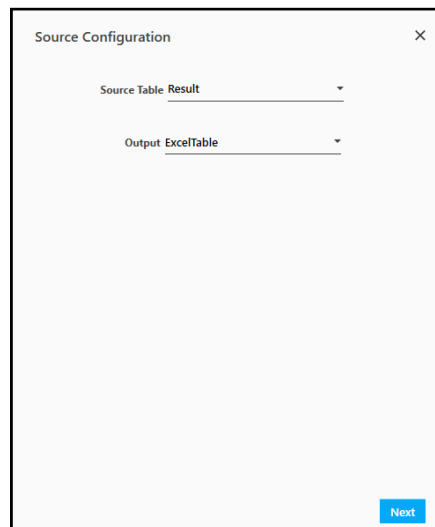 Source Configuration
Source Table Result
Output ExcelTable
Next